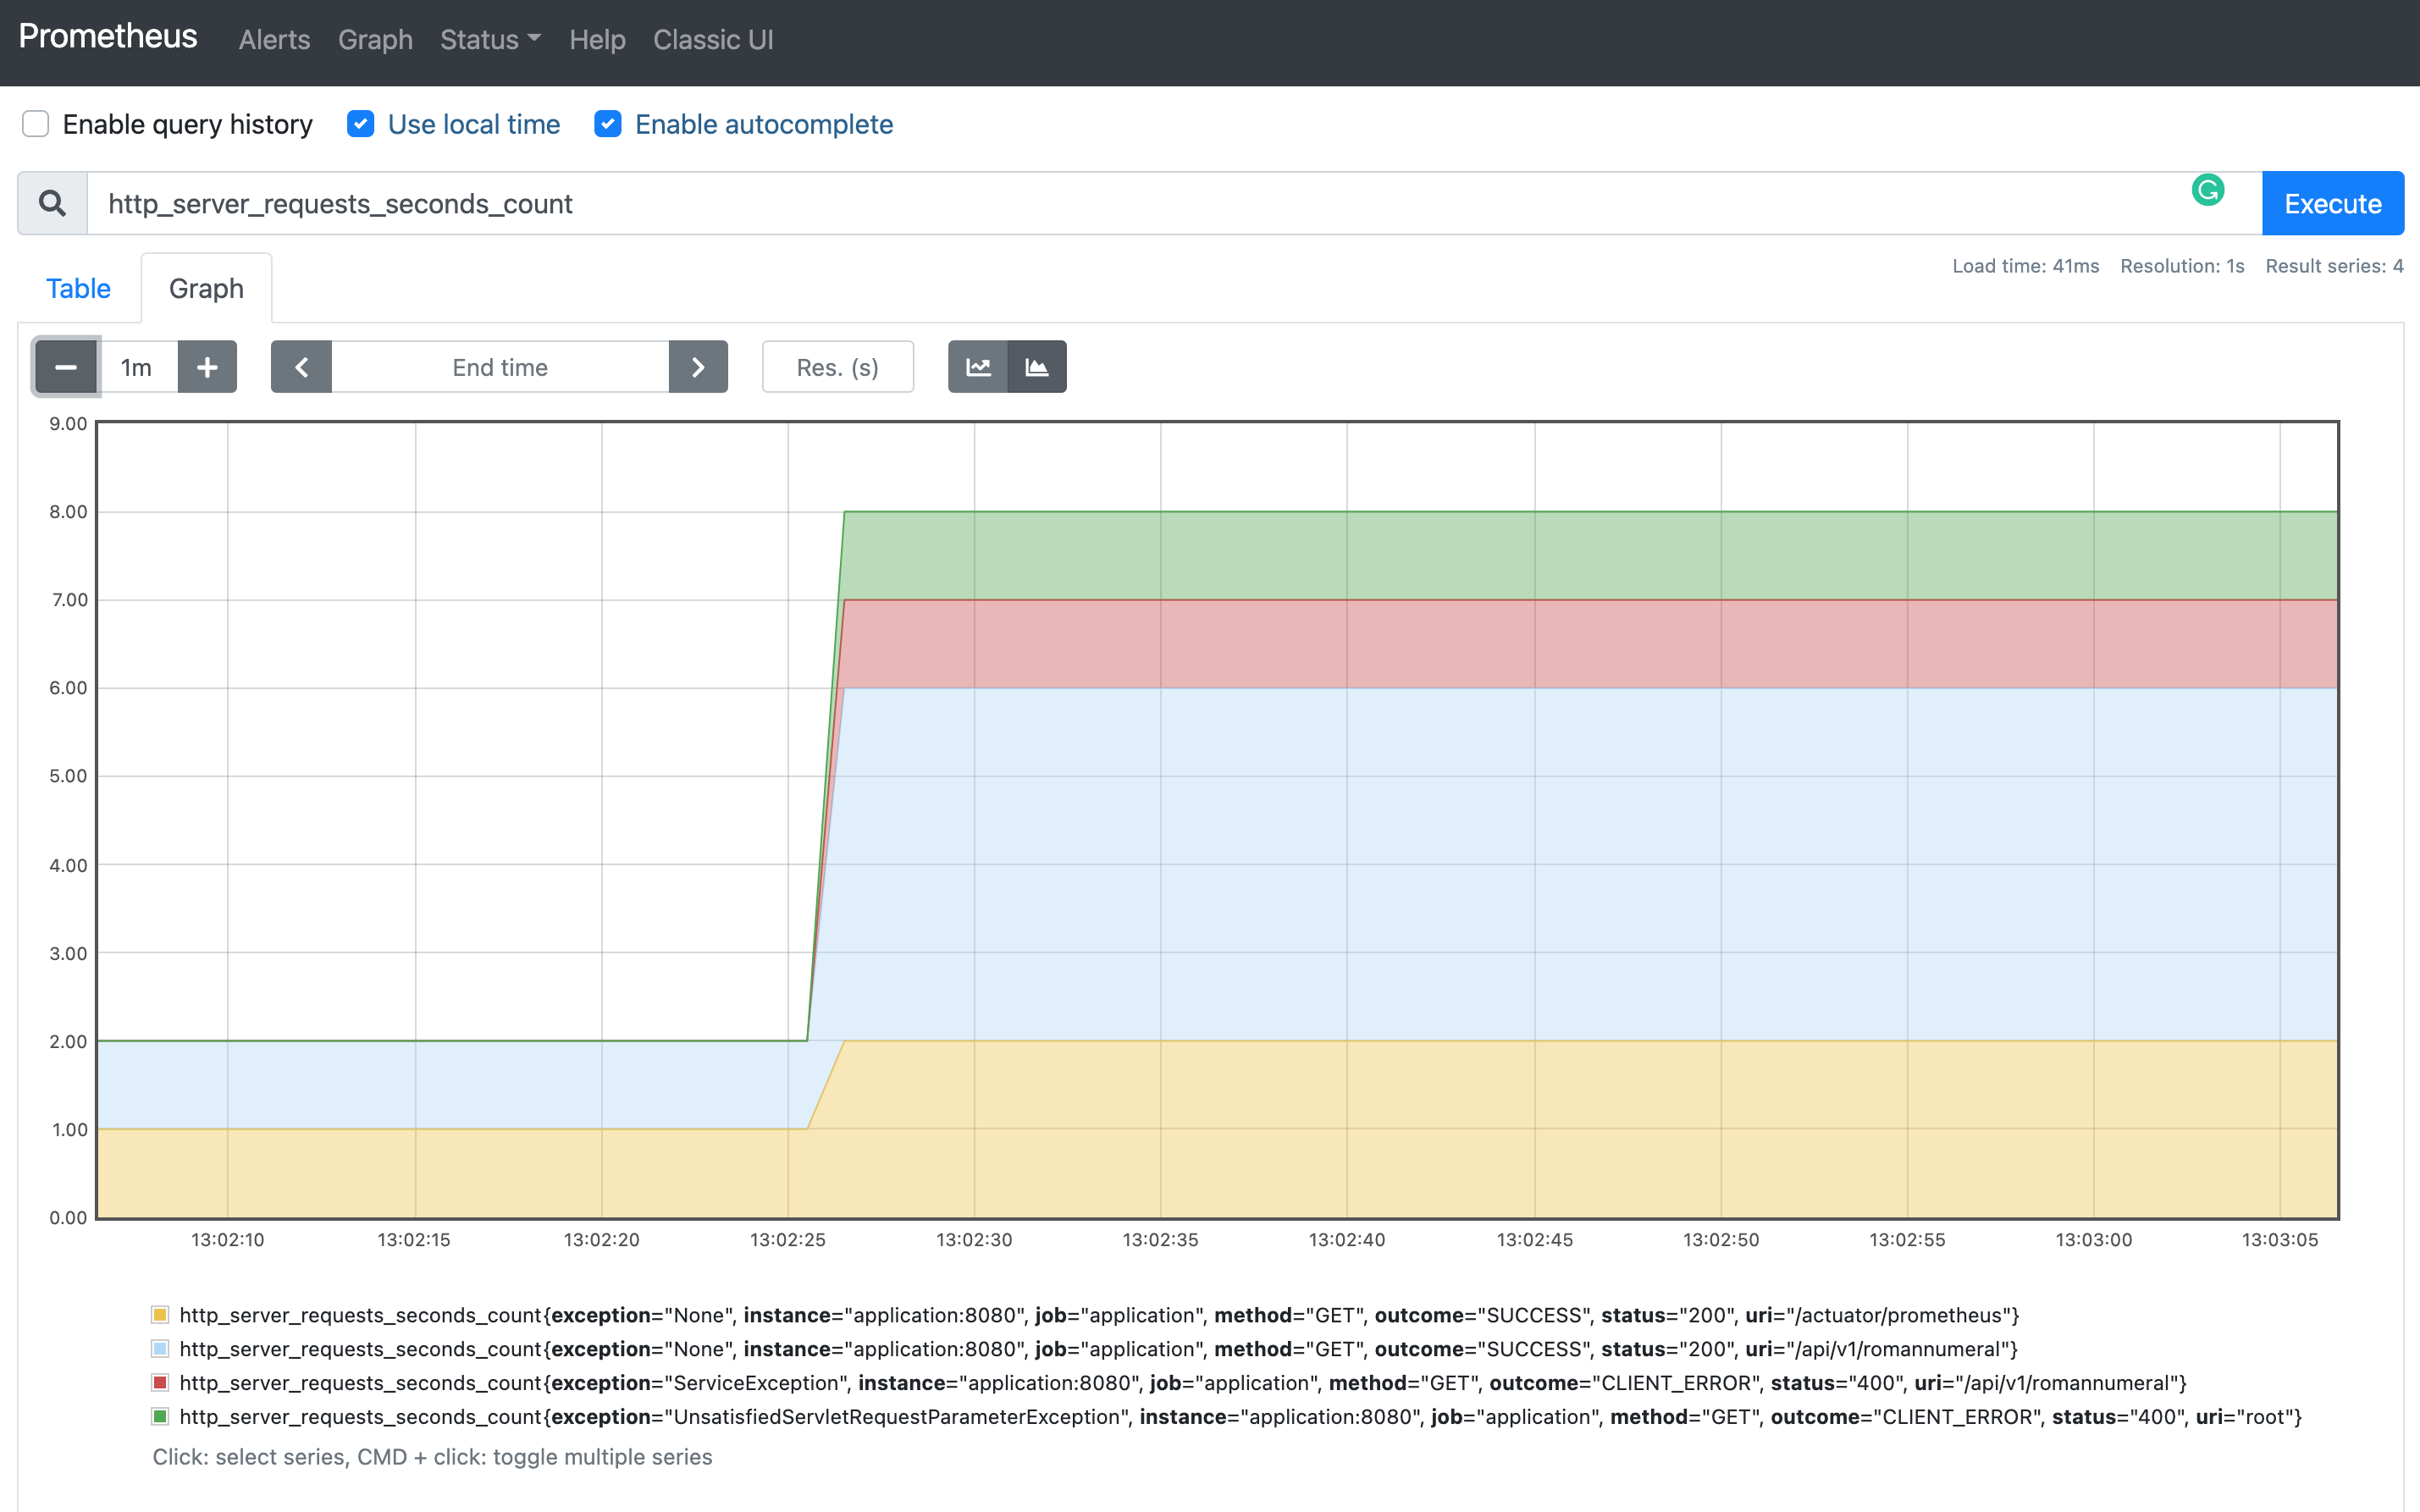 Prometheus Alerts Graph Status Help Classic UI
Enable query history Use local time Enable autocomplete
http_server_requests_seconds_count Execute
Table Graph Load time: 41ms Resolution: 1s Result series: 4
1m End time Res. (s)
9.00
8.00
7.00
6.00
5.00
4.00
3.00
2.00
1.00
0.00
13:02:10 13:02:15 13:02:20 13:02:25 13:02:30 13:02:35 13:02:40 13:02:45 13:02:50 13:02:55 13:03:00 13:03:05
http_server_requests_seconds_count{exception="None", instance="application:8080", job="application", method="GET", outcome="SUCCESS", status="200", uri="/actuator/prometheus"}
http_server_requests_seconds_count{exception="None", instance="application:8080", job="application", method="GET", outcome="SUCCESS", status="200", uri="/api/v1/romannumeral"}
http_server_requests_seconds_count{exception="ServiceException", instance="application:8080", job="application", method="GET", outcome="CLIENT_ERROR", status="400", uri="/api/v1/romannumeral"}
http_server_requests_seconds_count{exception="UnsatisfiedServletRequestParameterException", instance="application:8080", job="application", method="GET", outcome="CLIENT_ERROR", status="400", uri="root"}
Click: select series, CMD + click: toggle multiple series